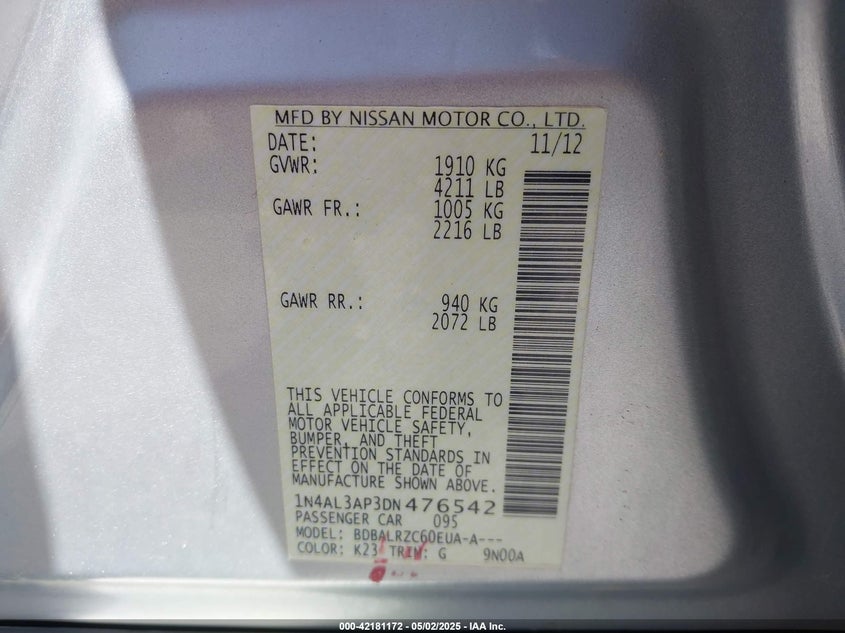 MFD BY NISSAN MOTOR CO., LTD.
DATE: 11/12
GVWR: 1910 KG
4211 LB
GAWR FR.: 1005 KG
2216 LB
GAWR RR.: 940 KG
2072 LB
THIS VEHICLE CONFORMS TO
ALL APPLICABLE FEDERAL
MOTOR VEHICLE SAFETY,
BUMPER, AND THEFT
PREVENTION STANDARDS IN
EFFECT ON THE DATE OF
MANUFACTURE SHOWN ABOVE.
1N4AL3AP3DN476542
PASSENGER CAR 095
MODEL: BDBALRZC60EUA-A---
COLOR: K23 TRIM: G 9N00A
000-42181172 - 05/02/2025 - IAA Inc.